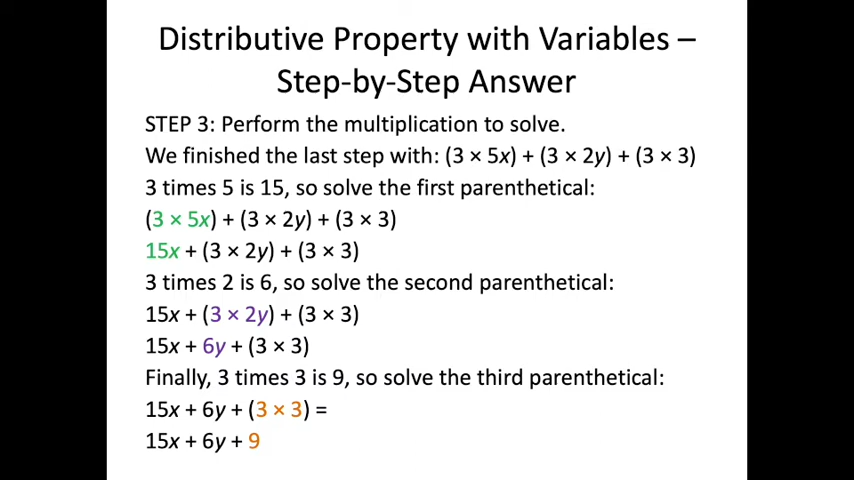 Distributive Property with Variables –
Step-by-Step Answer
STEP 3: Perform the multiplication to solve.
We finished the last step with: (3 × 5x) + (3 × 2y) + (3 × 3)
3 times 5 is 15, so solve the first parenthetical:
(3 × 5x) + (3 × 2y) + (3 × 3)
15x + (3 × 2y) + (3 × 3)
3 times 2 is 6, so solve the second parenthetical:
15x + (3 × 2y) + (3 × 3)
15x + 6y + (3 × 3)
Finally, 3 times 3 is 9, so solve the third parenthetical:
15x + 6y + (3 × 3) =
15x + 6y + 9